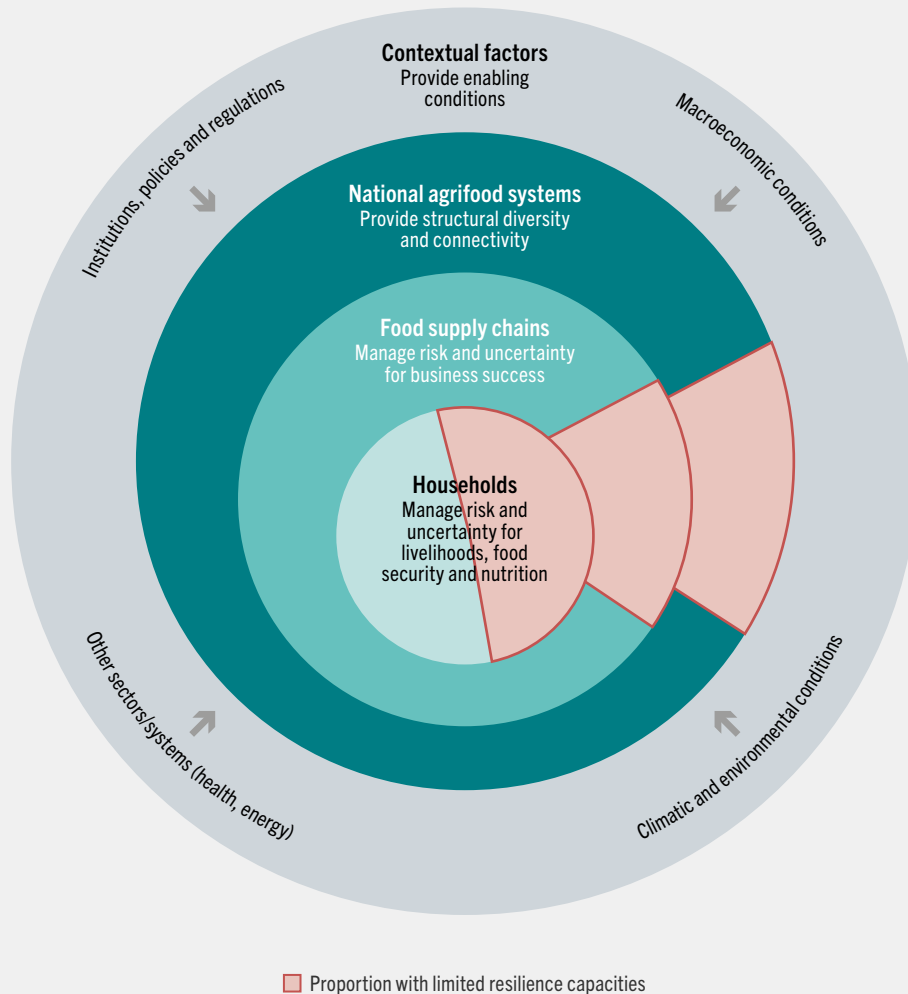 Contextual factors
Provide enabling
conditions
Institutions, policies and regulations
Macroeconomic conditions
National agrifood systems
Provide structural diversity
and connectivity
Food supply chains
Manage risk and uncertainty
for business success
Households
Manage risk and
uncertainty for
livelihoods, food
security and nutrition
Other sectors/systems (health, energy)
Climatic and environmental conditions
Proportion with limited resilience capacities